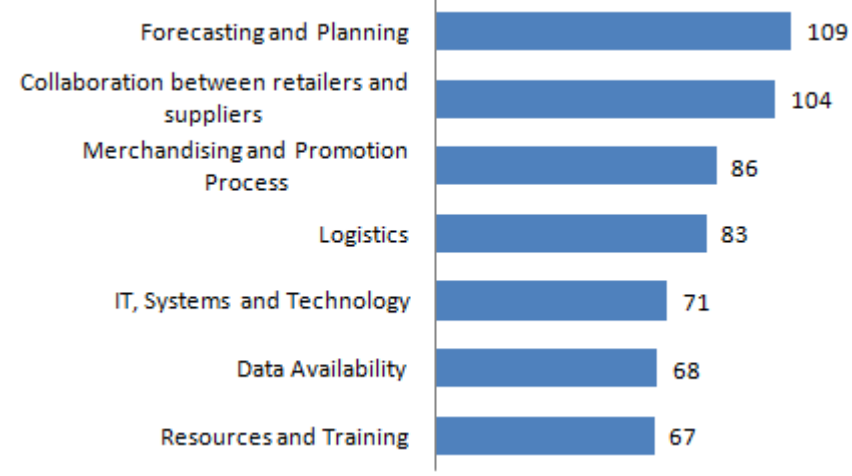 Forecasting and Planning 109
Collaboration between retailers and
suppliers 104
Merchandising and Promotion
Process 86
Logistics 83
IT, Systems and Technology 71
Data Availability 68
Resources and Training 67